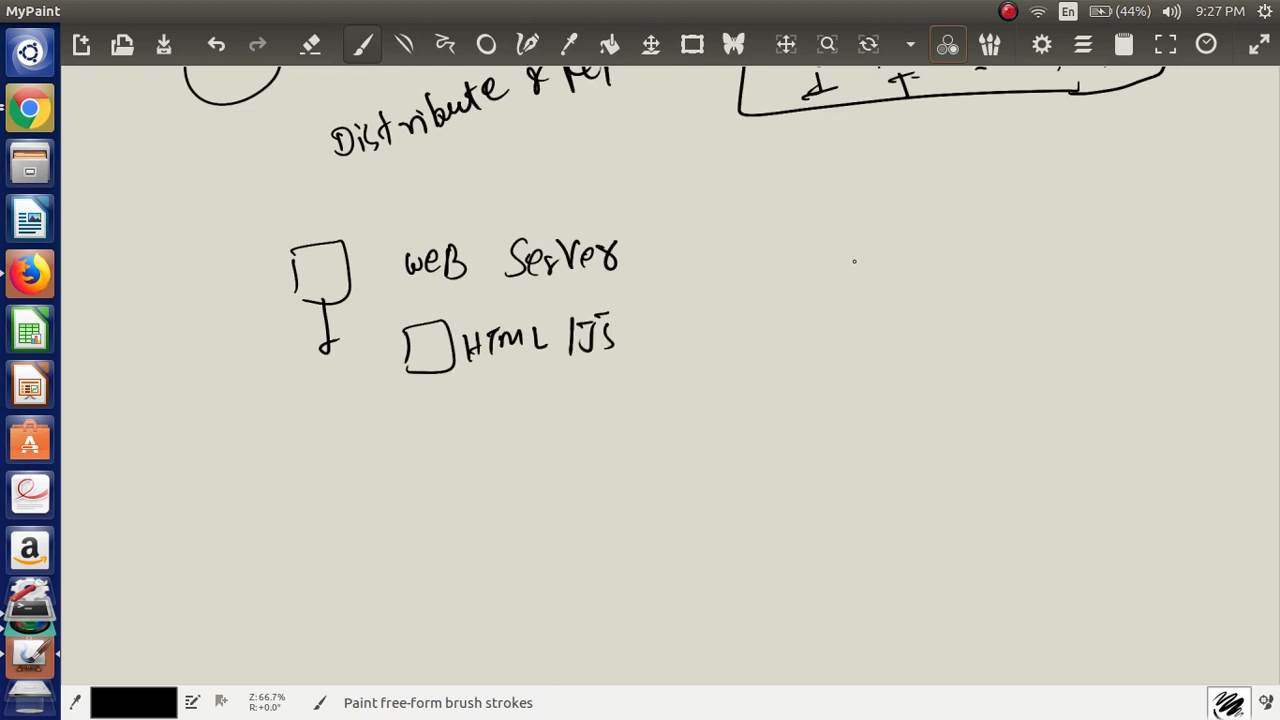 MyPaint
En (44%) 9:27 PM
Distribute &
weB Server
HTML /JS
Z: 66.7%
R: +0.0°
Paint free-form brush strokes